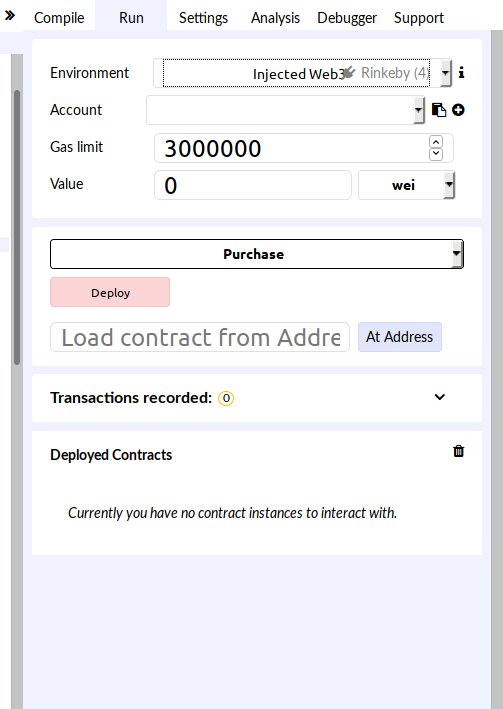 Compile Run Settings Analysis Debugger Support
Environment Injected Web3 Rinkeby (4)
Account
Gas limit 3000000
Value 0 wei
Purchase
Deploy
Load contract from Addre At Address
Transactions recorded: 0
Deployed Contracts
Currently you have no contract instances to interact with.